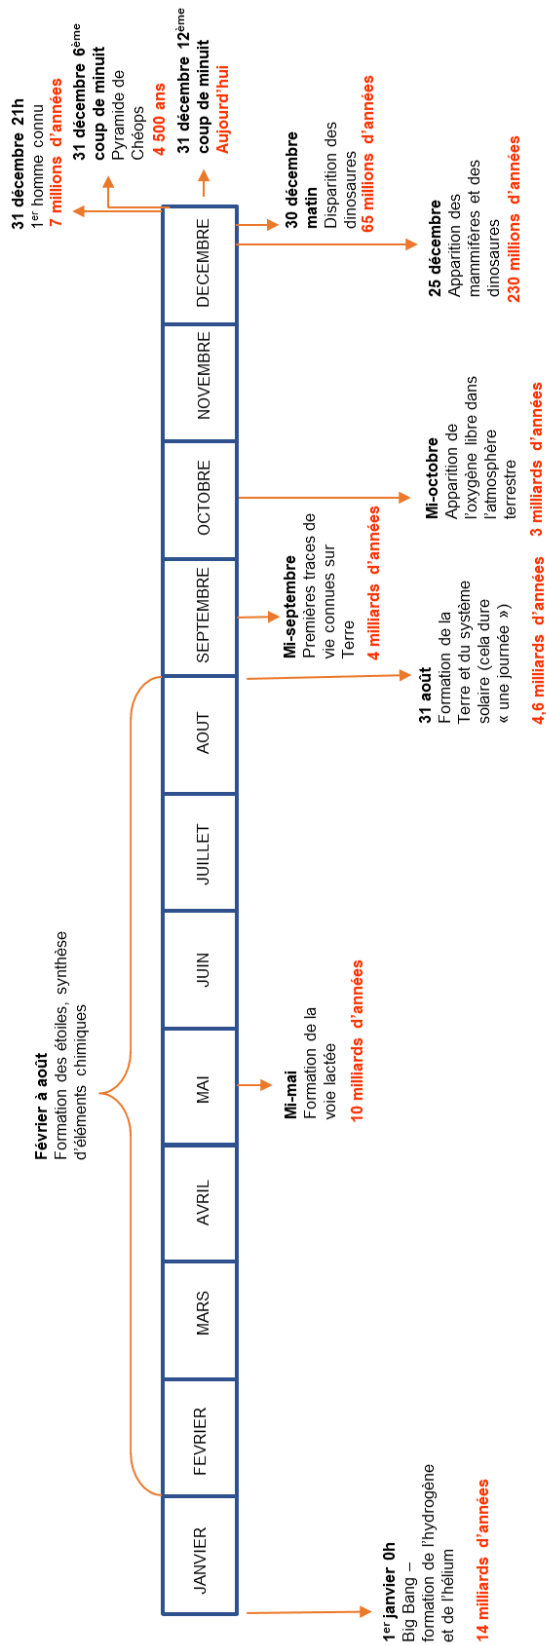 Février à août
Formation des étoiles, synthèse
d'éléments chimiques
31 décembre 21h
1er homme connu
7 millions d'années
31 décembre 6ème
coup de minuit
Pyramide de
Chéops
4 500 ans
31 décembre 12ème
coup de minuit
Aujourd'hui
JANVIER
FEVRIER
MARS
AVRIL
MAI
JUIN
JUILLET
AOUT
SEPTEMBRE
OCTOBRE
NOVEMBRE
DECEMBRE
1er janvier 0h
Big Bang –
formation de l'hydrogène
et de l'hélium
14 milliards d'années
Mi-mai
Formation de la
voie lactée
10 milliards d'années
31 août
Formation de la
Terre et du système
solaire (cela dure
« une journée »)
4,6 milliards d'années
Mi-septembre
Premières traces de
vie connues sur
Terre
4 milliards d'années
Mi-octobre
Apparition de
l'oxygène libre dans
l'atmosphère
terrestre
3 milliards d'années
25 décembre
Apparition des
mammifères et des
dinosaures
230 millions d'années
30 décembre
matin
Disparition des
dinosaures
65 millions d'années